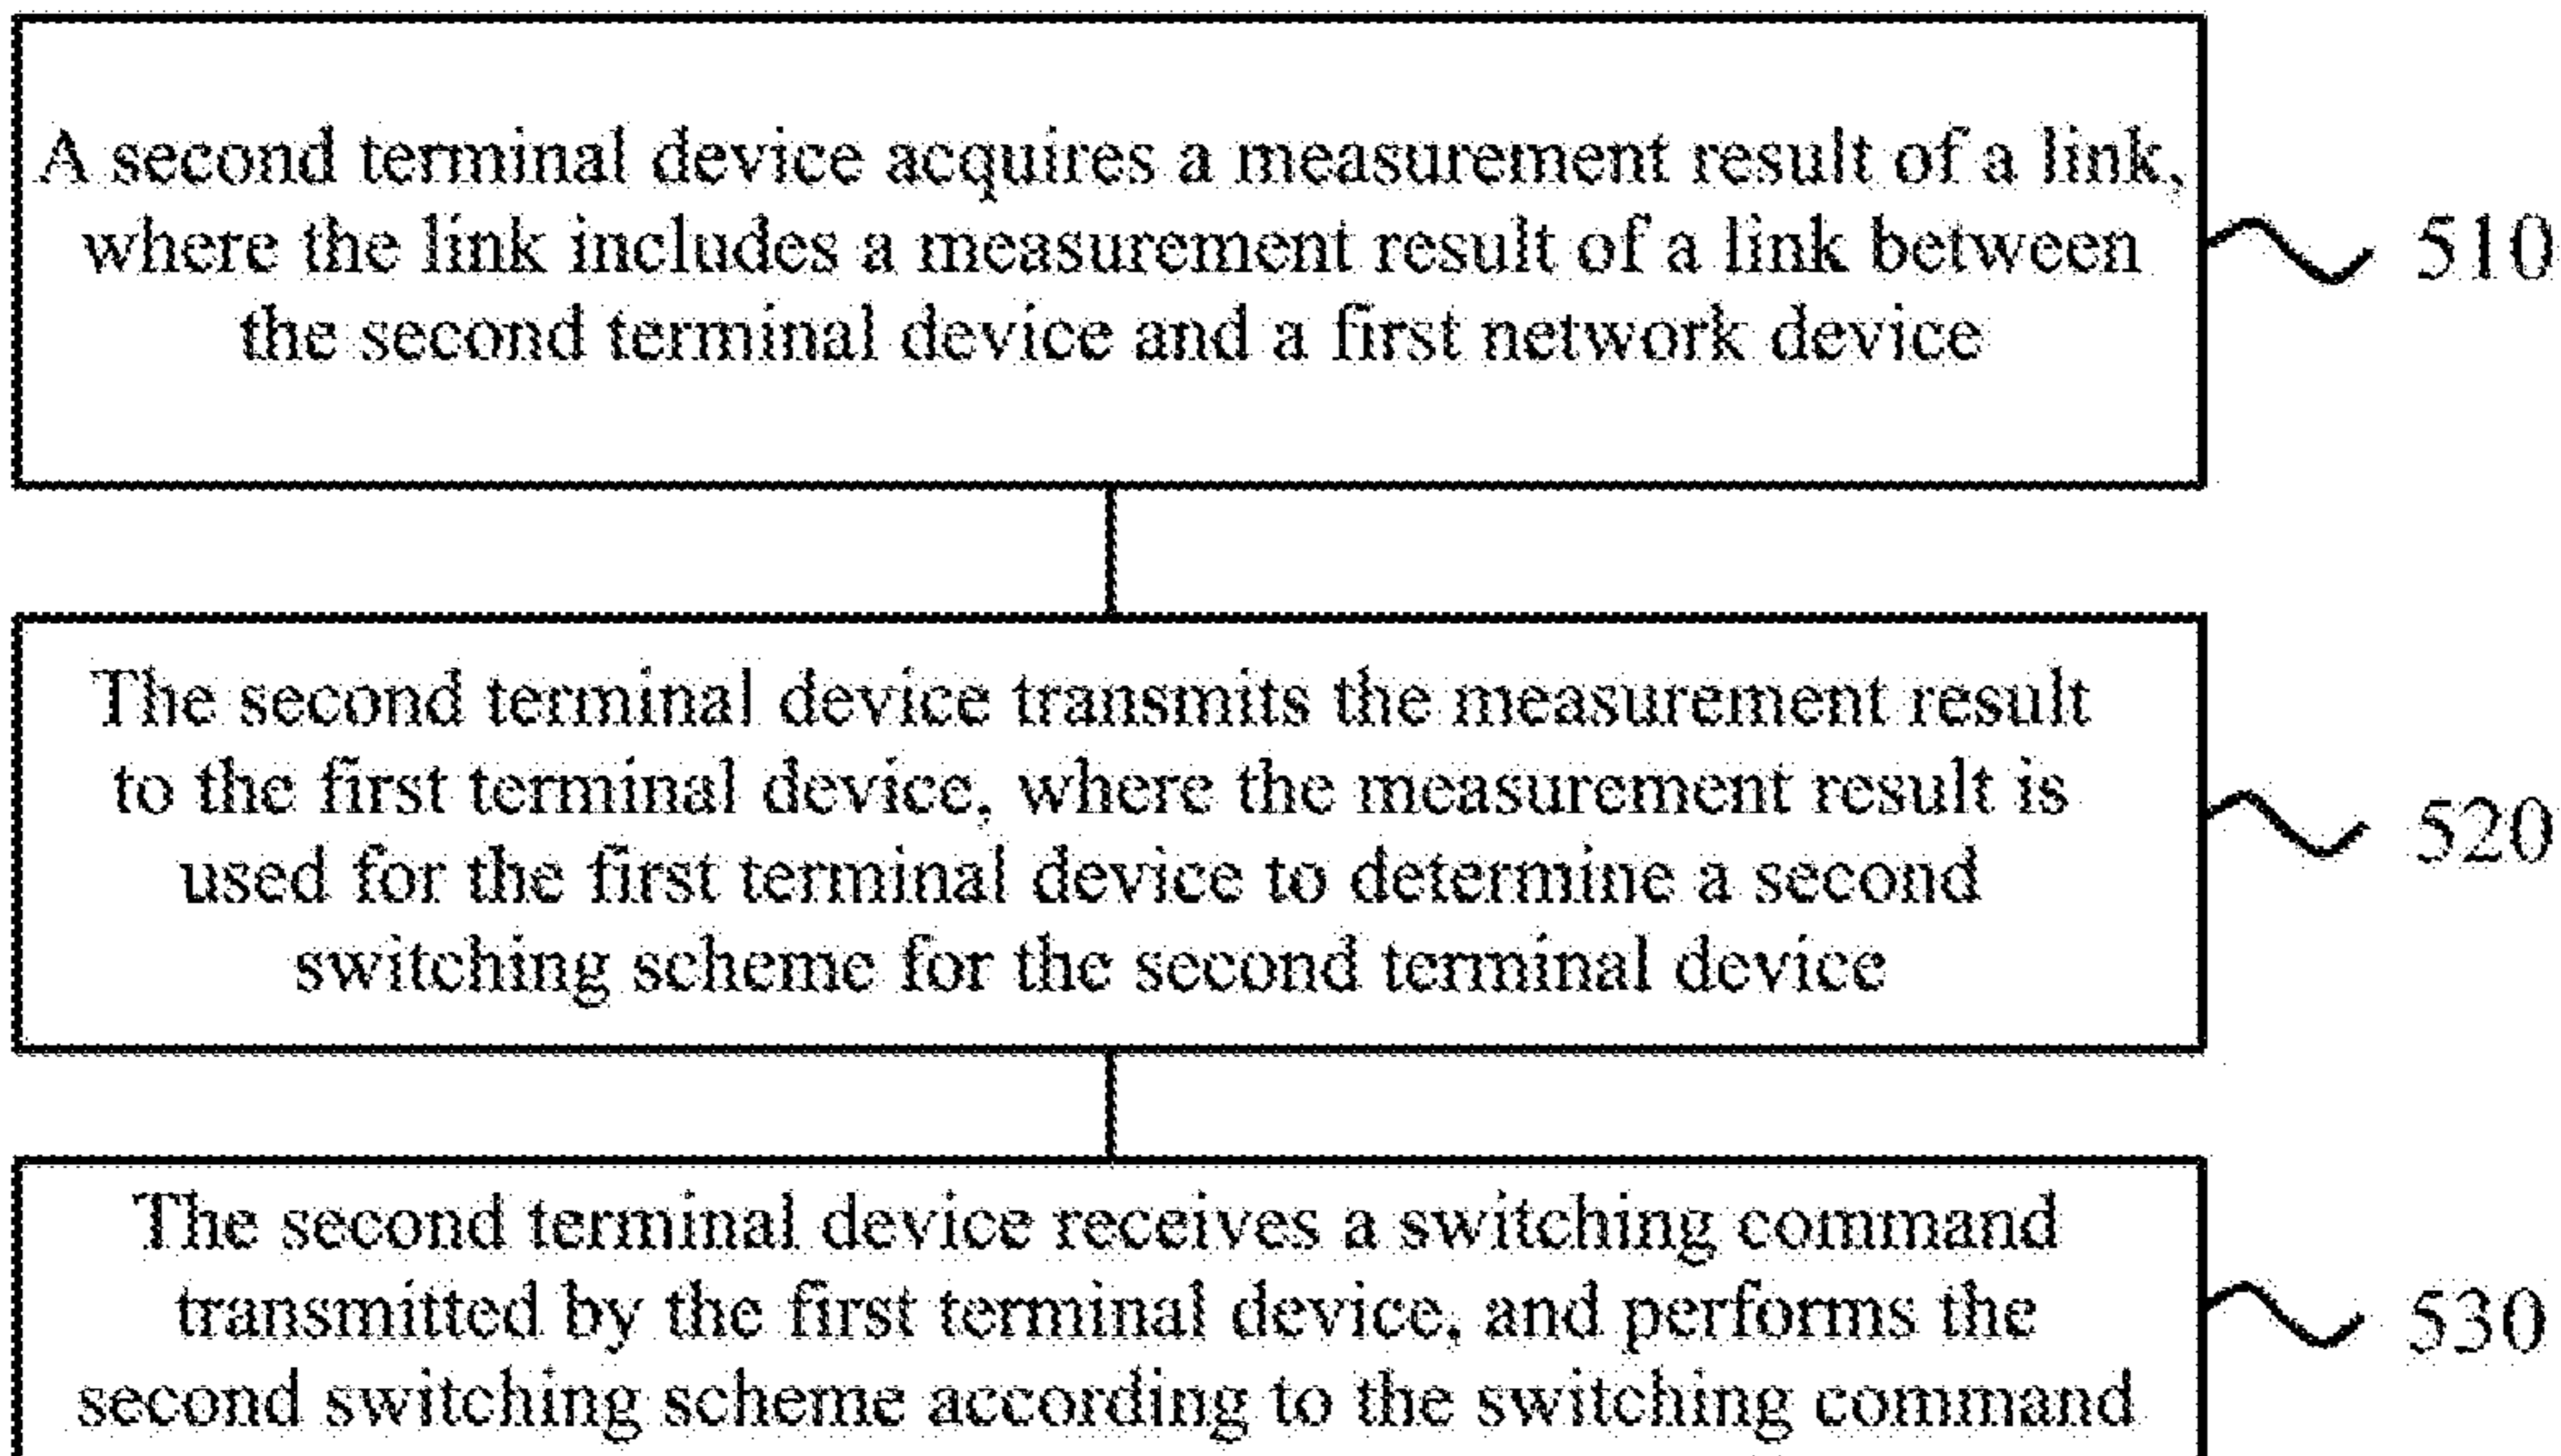 A second terminal device acquires a measurement result of a link,
where the link includes a measurement result of a link between
the second terminal device and a first network device
510
The second terminal device transmits the measurement result
to the first terminal device, where the measurement result is
used for the first terminal device to determine a second
switching scheme for the second terminal device
520
The second terminal device receives a switching command
transmitted by the first terminal device, and performs the
second switching scheme according to the switching command
530